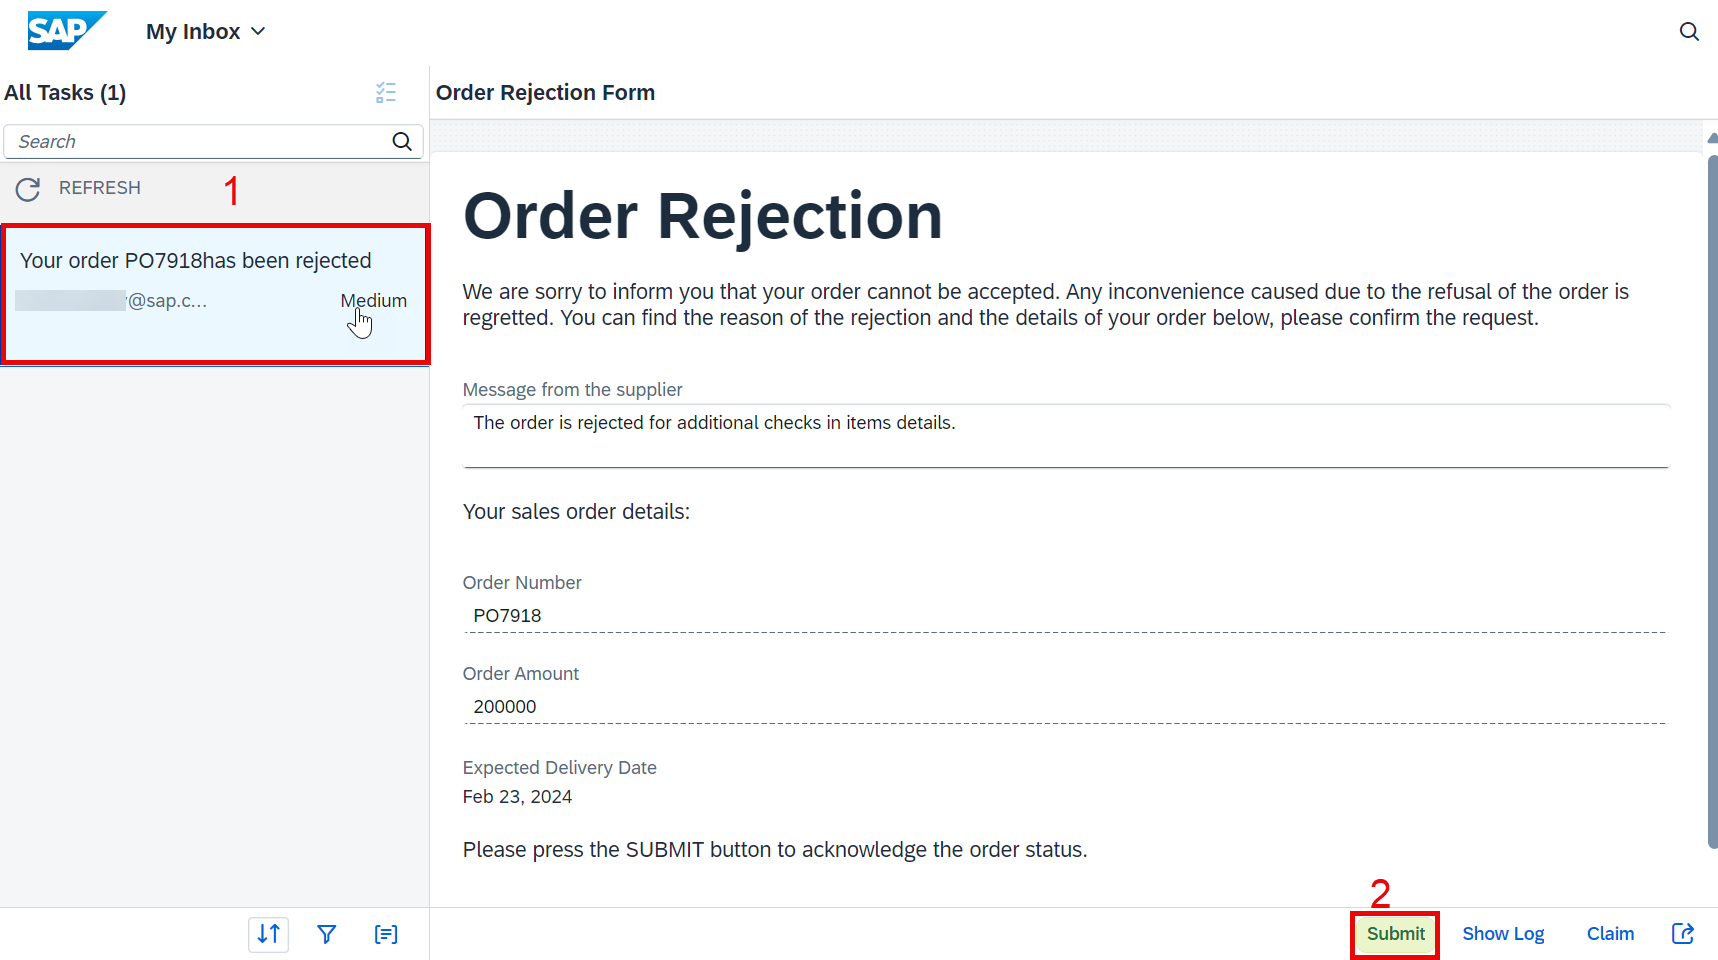 SAP My Inbox
All Tasks (1)
Search
REFRESH 1
Your order PO7918has been rejected
@sap.c... Medium
Order Rejection Form
Order Rejection
We are sorry to inform you that your order cannot be accepted. Any inconvenience caused due to the refusal of the order is
regretted. You can find the reason of the rejection and the details of your order below, please confirm the request.
Message from the supplier
The order is rejected for additional checks in items details.
Your sales order details:
Order Number
PO7918
Order Amount
200000
Expected Delivery Date
Feb 23, 2024
Please press the SUBMIT button to acknowledge the order status.
2
Submit Show Log Claim